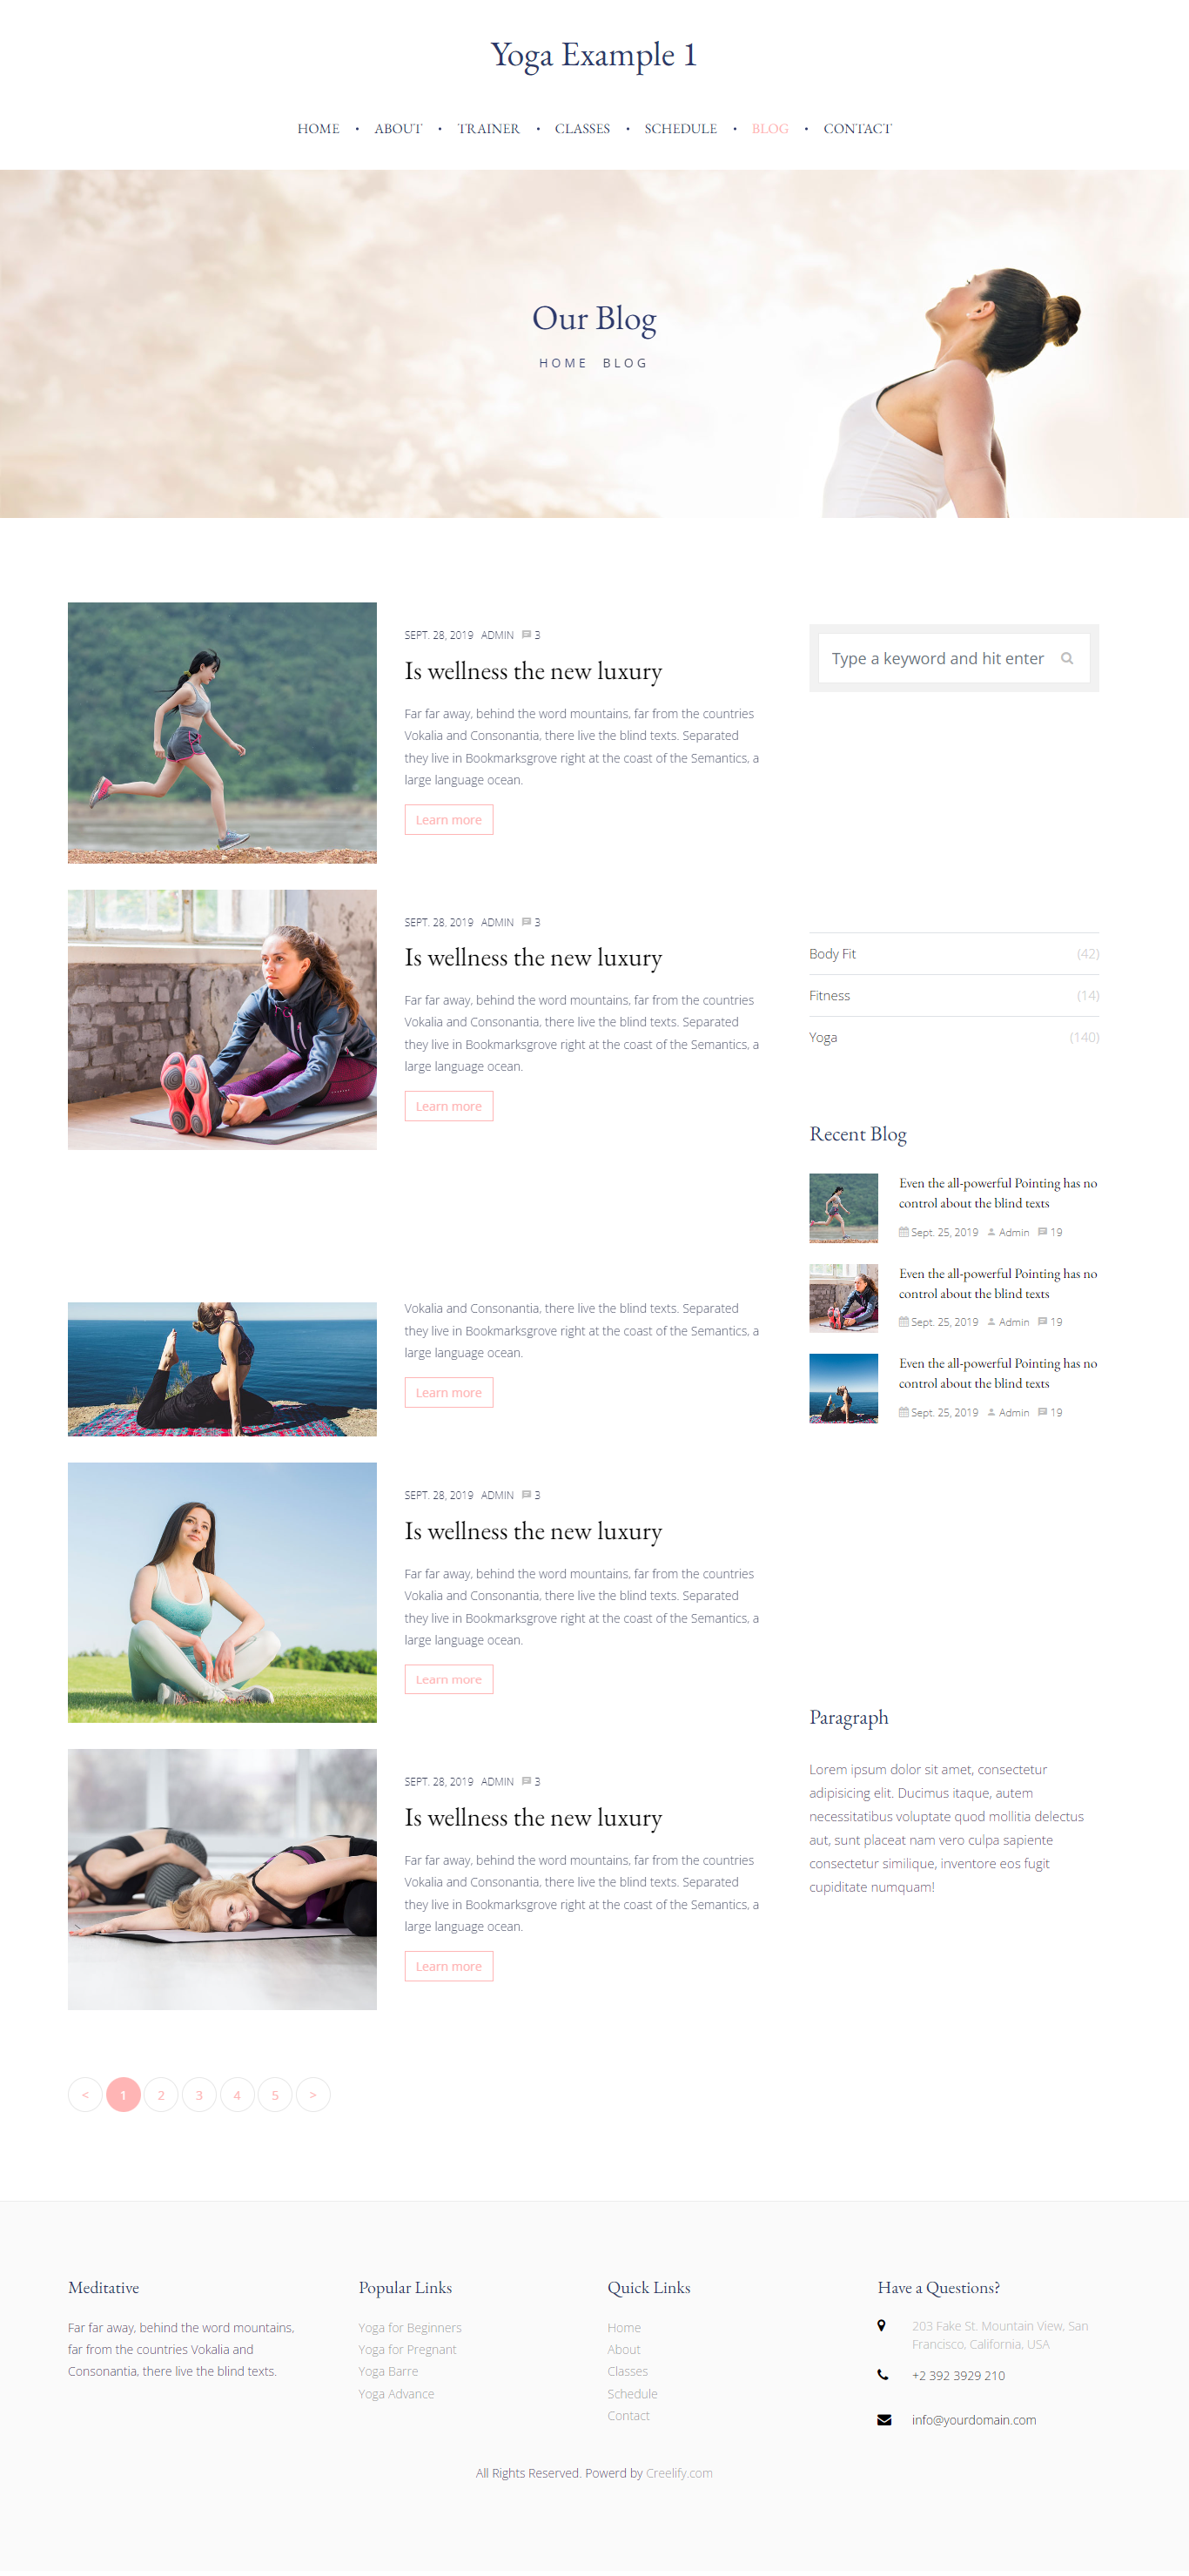 Yoga Example 1
HOME • ABOUT • TRAINER • CLASSES • SCHEDULE • BLOG • CONTACT
Our Blog
HOME BLOG
SEPT. 28, 2019 ADMIN 3
Is wellness the new luxury
Far far away, behind the word mountains, far from the countries
Vokalia and Consonantia, there live the blind texts. Separated
they live in Bookmarksgrove right at the coast of the Semantics, a
large language ocean.
Learn more
SEPT. 28, 2019 ADMIN 3
Is wellness the new luxury
Far far away, behind the word mountains, far from the countries
Vokalia and Consonantia, there live the blind texts. Separated
they live in Bookmarksgrove right at the coast of the Semantics, a
large language ocean.
Learn more
Vokalia and Consonantia, there live the blind texts. Separated
they live in Bookmarksgrove right at the coast of the Semantics, a
large language ocean.
Learn more
SEPT. 28, 2019 ADMIN 3
Is wellness the new luxury
Far far away, behind the word mountains, far from the countries
Vokalia and Consonantia, there live the blind texts. Separated
they live in Bookmarksgrove right at the coast of the Semantics, a
large language ocean.
Learn more
SEPT. 28, 2019 ADMIN 3
Is wellness the new luxury
Far far away, behind the word mountains, far from the countries
Vokalia and Consonantia, there live the blind texts. Separated
they live in Bookmarksgrove right at the coast of the Semantics, a
large language ocean.
Learn more
< 1 2 3 4 5 >
Type a keyword and hit enter
Body Fit (42)
Fitness (14)
Yoga (140)
Recent Blog
Even the all-powerful Pointing has no
control about the blind texts
Sept. 25, 2019 Admin 19
Even the all-powerful Pointing has no
control about the blind texts
Sept. 25, 2019 Admin 19
Even the all-powerful Pointing has no
control about the blind texts
Sept. 25, 2019 Admin 19
Paragraph
Lorem ipsum dolor sit amet, consectetur
adipisicing elit. Ducimus itaque, autem
necessitatibus voluptate quod mollitia delectus
aut, sunt placeat nam vero culpa sapiente
consectetur similique, inventore eos fugit
cupiditate numquam!
Meditative
Far far away, behind the word mountains,
far from the countries Vokalia and
Consonantia, there live the blind texts.
Popular Links
Yoga for Beginners
Yoga for Pregnant
Yoga Barre
Yoga Advance
Quick Links
Home
About
Classes
Schedule
Contact
Have a Questions?
203 Fake St. Mountain View, San
Francisco, California, USA
+2 392 3929 210
info@yourdomain.com
All Rights Reserved. Powerd by Creelify.com